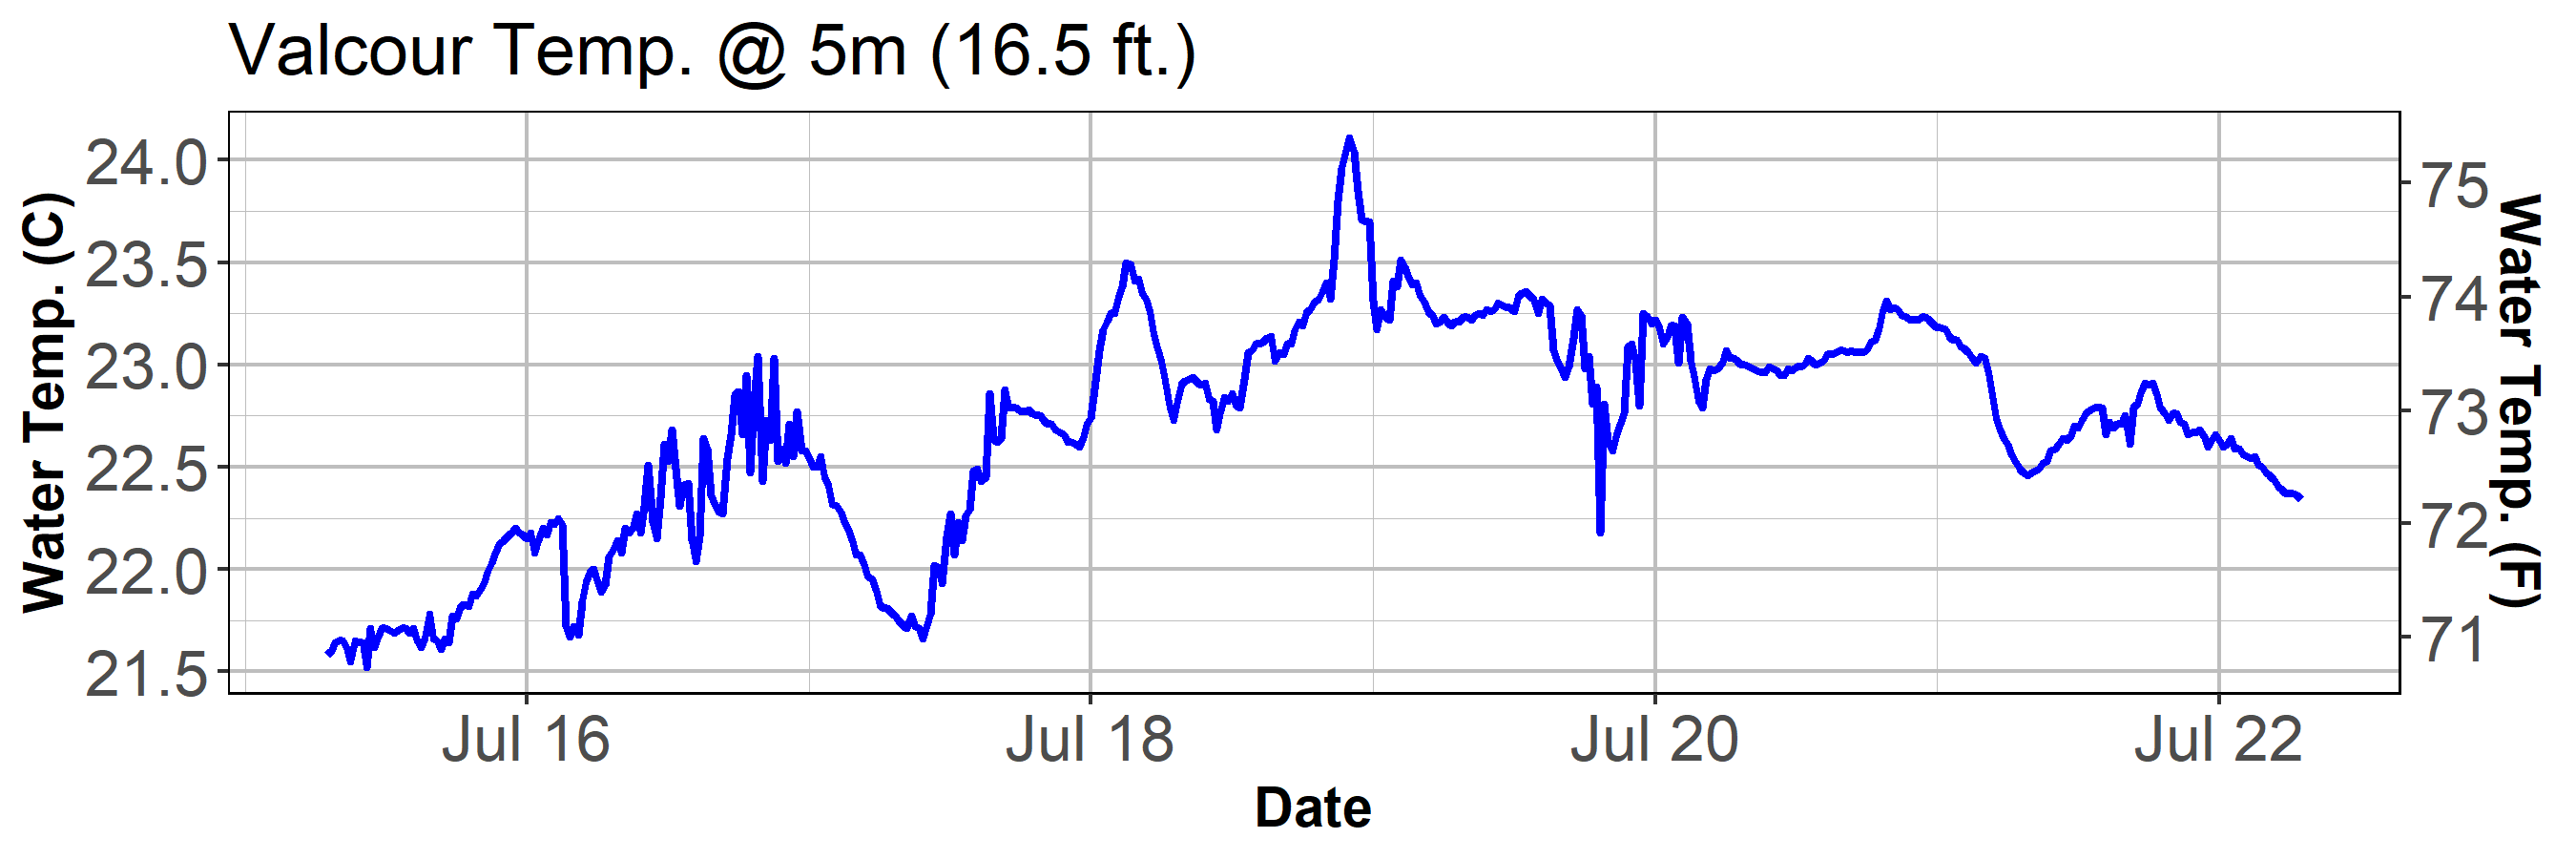 Valcour Temp. @ 5m (16.5 ft.)
Water Temp. (C)
24.0
23.5
23.0
22.5
22.0
21.5
75
74
73
72
71
Water Temp. (F)
Jul 16
Jul 18
Jul 20
Jul 22
Date